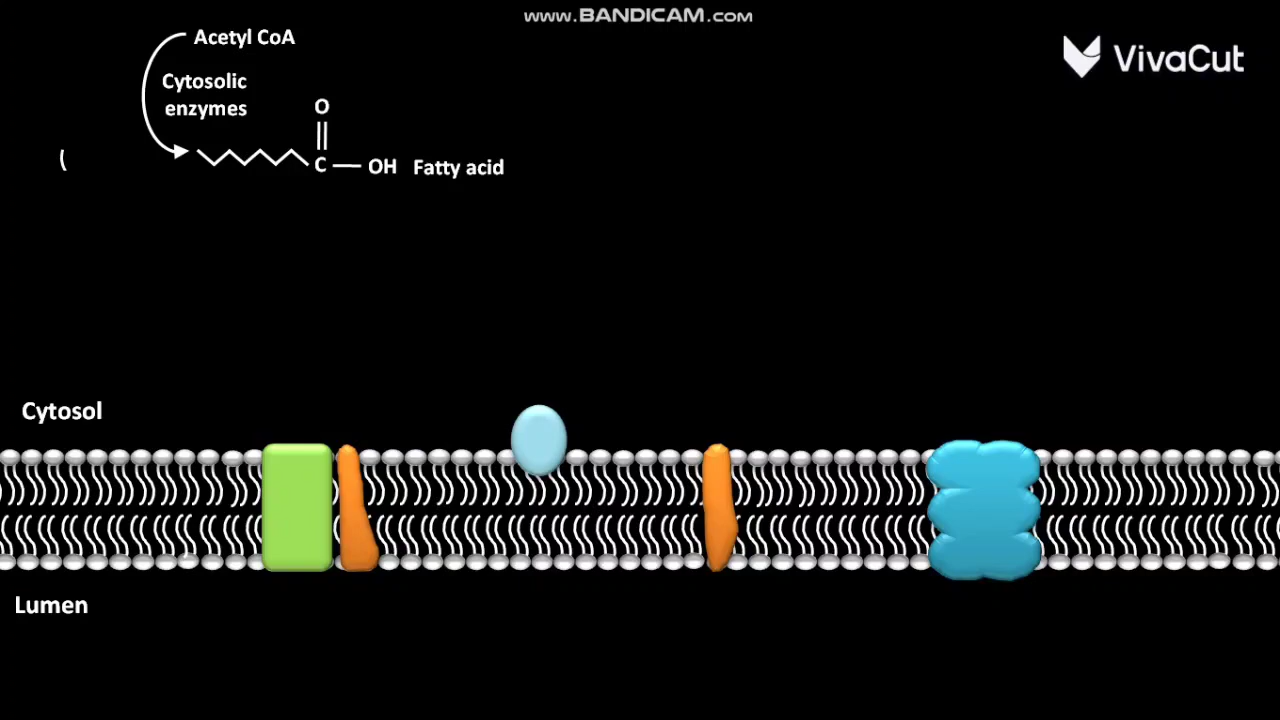 www.BANDICAM.com
Acetyl CoA
VivaCut
Cytosolic
enzymes
O
C
OH Fatty acid
(
Cytosol
Lumen